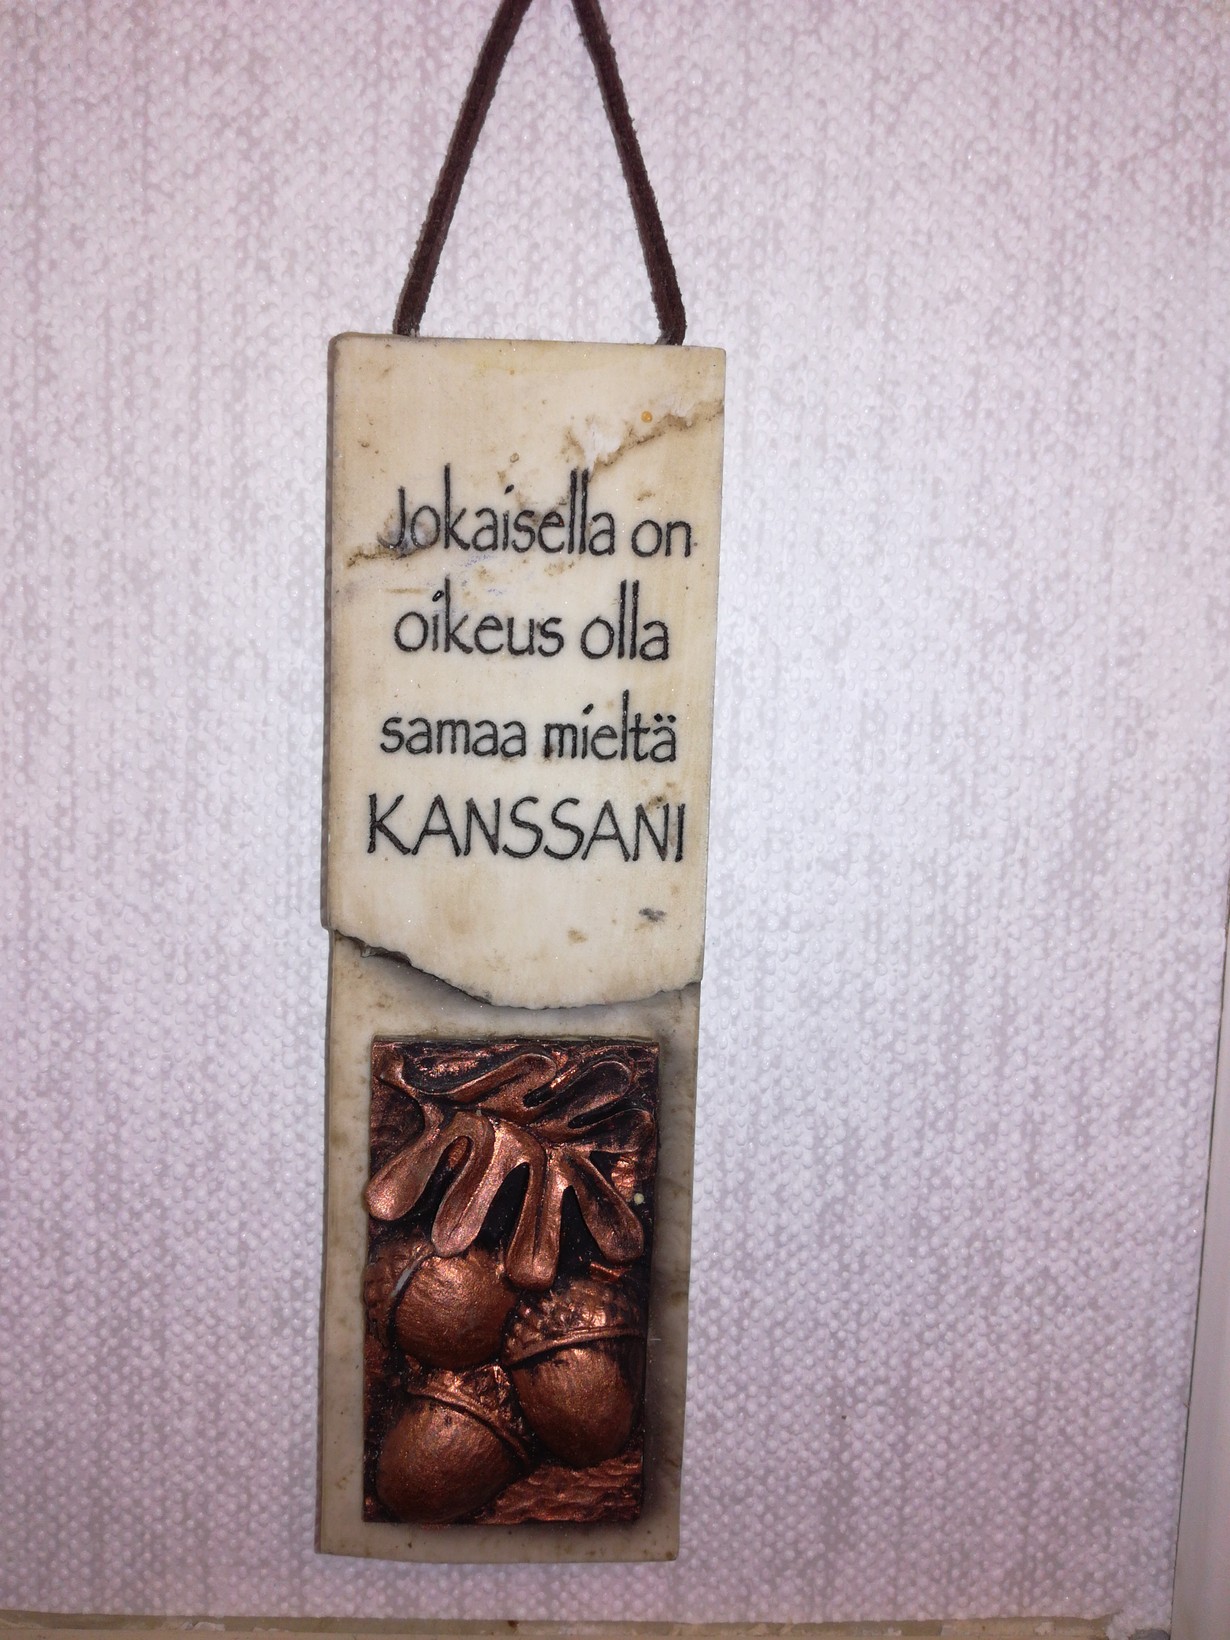 Jokaisella on
oikeus olla
samaa mieltä
KANSSANI